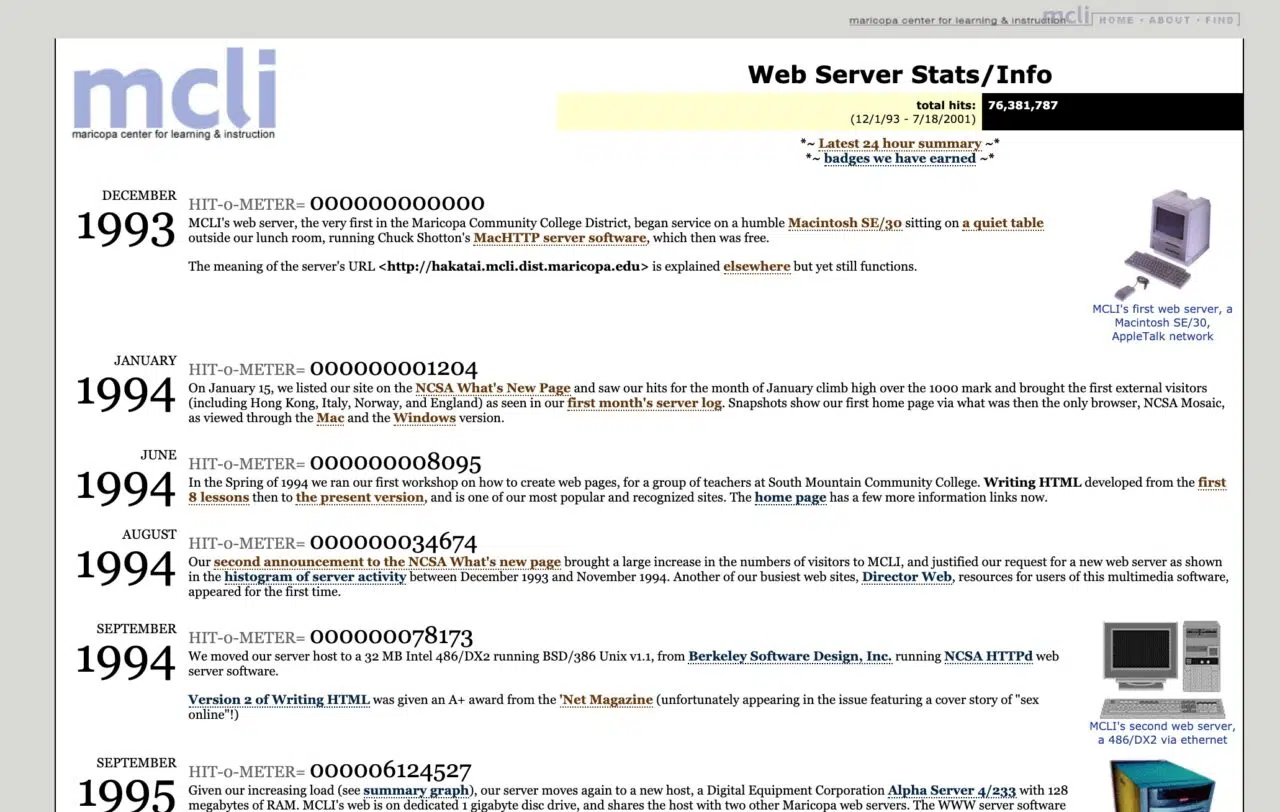 maricopa center for learning & instruction mcli [ HOME • ABOUT • FIND ]
mcli
maricopa center for learning & instruction
Web Server Stats/Info
total hits: 76,381,787
(12/1/93 - 7/18/2001)
*~ Latest 24 hour summary ~*
*~ badges we have earned ~*
DECEMBER
1993
HIT-0-METER= 000000000000
MCLI's web server, the very first in the Maricopa Community College District, began service on a humble Macintosh SE/30 sitting on a quiet table
outside our lunch room, running Chuck Shotton's MacHTTP server software, which then was free.
The meaning of the server's URL <http://hakatai.mcli.dist.maricopa.edu> is explained elsewhere but yet still functions.
MCLI's first web server, a
Macintosh SE/30,
AppleTalk network
JANUARY
1994
HIT-0-METER= 000000001204
On January 15, we listed our site on the NCSA What's New Page and saw our hits for the month of January climb high over the 1000 mark and brought the first external visitors
(including Hong Kong, Italy, Norway, and England) as seen in our first month's server log. Snapshots show our first home page via what was then the only browser, NCSA Mosaic,
as viewed through the Mac and the Windows version.
JUNE
1994
HIT-0-METER= 000000008095
In the Spring of 1994 we ran our first workshop on how to create web pages, for a group of teachers at South Mountain Community College. Writing HTML developed from the first
8 lessons then to the present version, and is one of our most popular and recognized sites. The home page has a few more information links now.
AUGUST
1994
HIT-0-METER= 000000034674
Our second announcement to the NCSA What's new page brought a large increase in the numbers of visitors to MCLI, and justified our request for a new web server as shown
in the histogram of server activity between December 1993 and November 1994. Another of our busiest web sites, Director Web, resources for users of this multimedia software,
appeared for the first time.
SEPTEMBER
1994
HIT-0-METER= 000000078173
We moved our server host to a 32 MB Intel 486/DX2 running BSD/386 Unix v1.1, from Berkeley Software Design, Inc. running NCSA HTTPd web
server software.
Version 2 of Writing HTML was given an A+ award from the 'Net Magazine (unfortunately appearing in the issue featuring a cover story of "sex
online"!)
MCLI's second web server,
a 486/DX2 via ethernet
SEPTEMBER
1995
HIT-0-METER= 000006124527
Given our increasing load (see summary graph), our server moves again to a new host, a Digital Equipment Corporation Alpha Server 4/233 with 128
megabytes of RAM. MCLI's web is on dedicated 1 gigabyte disc drive, and shares the host with two other Maricopa web servers. The WWW server software